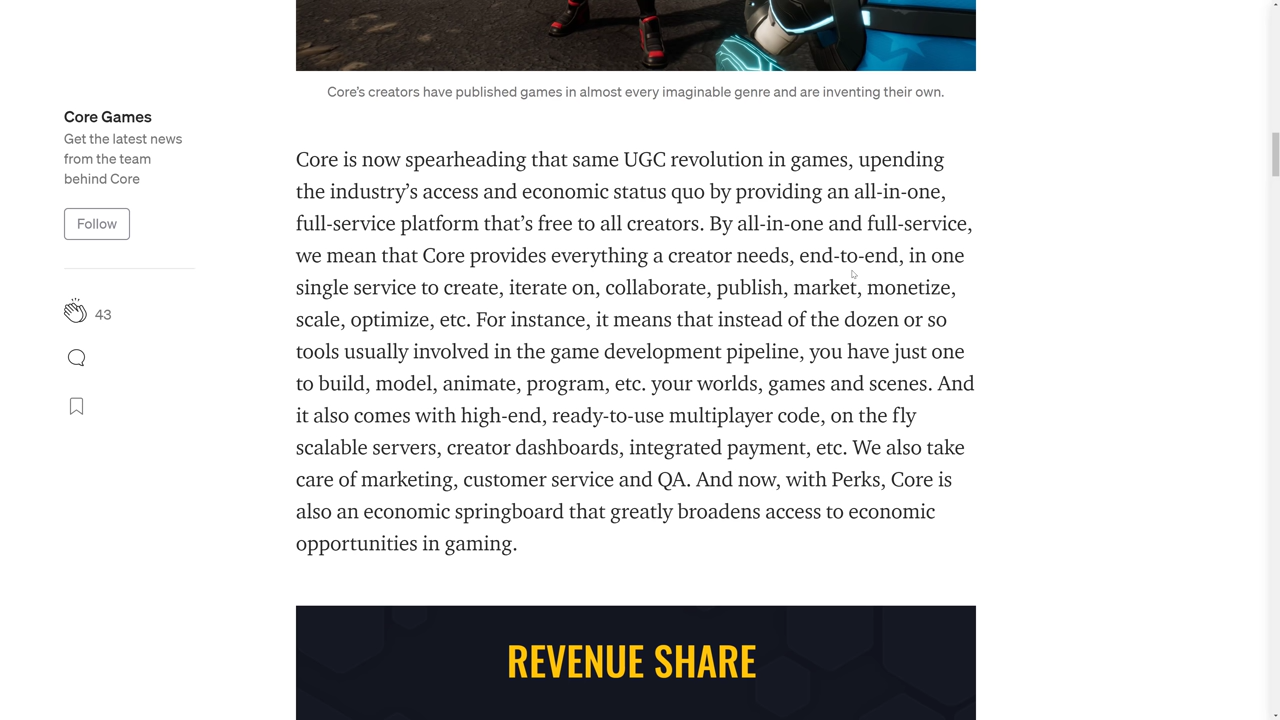 Core's creators have published games in almost every imaginable genre and are inventing their own.
Core Games
Get the latest news
from the team
behind Core
Follow
43
Core is now spearheading that same UGC revolution in games, upending
the industry’s access and economic status quo by providing an all-in-one,
full-service platform that’s free to all creators. By all-in-one and full-service,
we mean that Core provides everything a creator needs, end-to-end, in one
single service to create, iterate on, collaborate, publish, market, monetize,
scale, optimize, etc. For instance, it means that instead of the dozen or so
tools usually involved in the game development pipeline, you have just one
to build, model, animate, program, etc. your worlds, games and scenes. And
it also comes with high-end, ready-to-use multiplayer code, on the fly
scalable servers, creator dashboards, integrated payment, etc. We also take
care of marketing, customer service and QA. And now, with Perks, Core is
also an economic springboard that greatly broadens access to economic
opportunities in gaming.
REVENUE SHARE